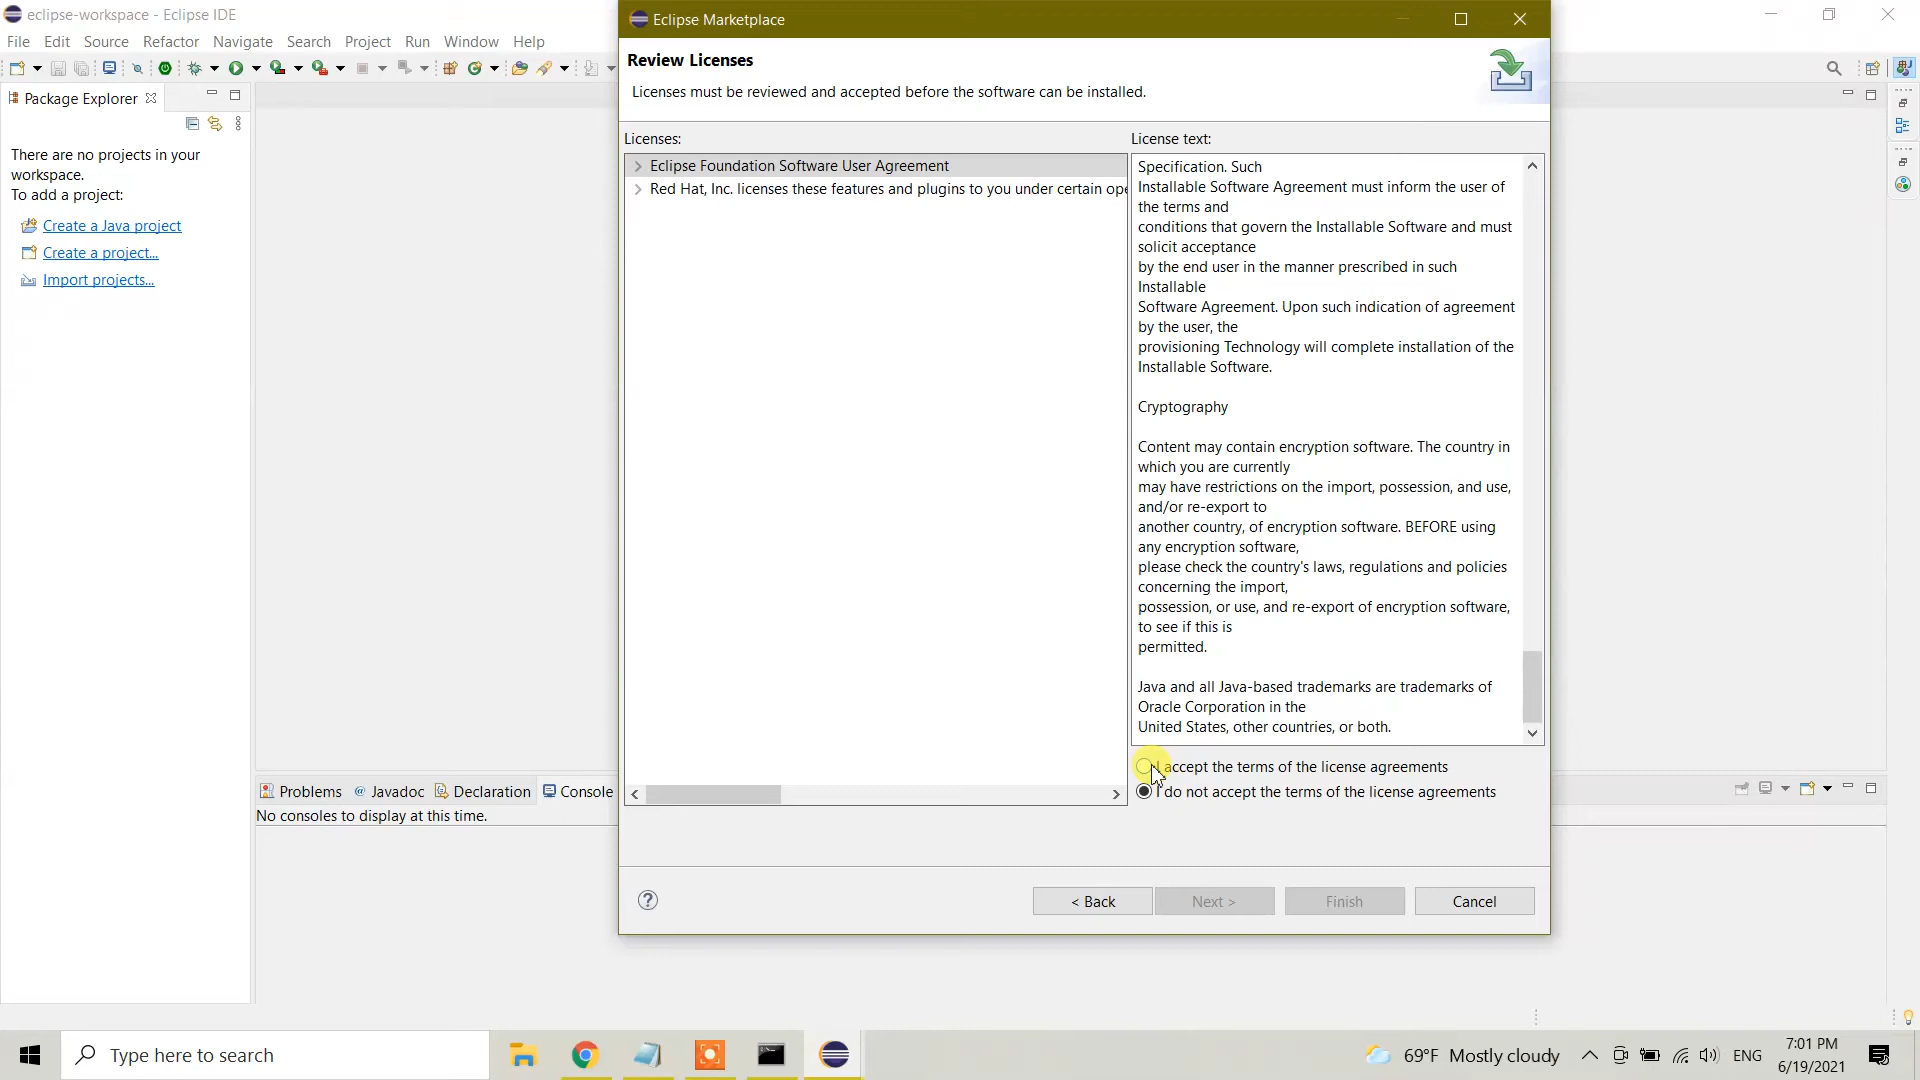 eclipse-workspace - Eclipse IDE
File Edit Source Refactor Navigate Search Project Run Window Help
Package Explorer
There are no projects in your
workspace.
To add a project:
Create a Java project
Create a project...
Import projects...
Eclipse Marketplace
Review Licenses
Licenses must be reviewed and accepted before the software can be installed.
Licenses:
Eclipse Foundation Software User Agreement
Red Hat, Inc. licenses these features and plugins to you under certain ope
License text:
Specification. Such
Installable Software Agreement must inform the user of
the terms and
conditions that govern the Installable Software and must
solicit acceptance
by the end user in the manner prescribed in such
Installable
Software Agreement. Upon such indication of agreement
by the user, the
provisioning Technology will complete installation of the
Installable Software.
Cryptography
Content may contain encryption software. The country in
which you are currently
may have restrictions on the import, possession, and use,
and/or re-export to
another country, of encryption software. BEFORE using
any encryption software,
please check the country's laws, regulations and policies
concerning the import,
possession, or use, and re-export of encryption software,
to see if this is
permitted.
Java and all Java-based trademarks are trademarks of
Oracle Corporation in the
United States, other countries, or both.
I accept the terms of the license agreements
I do not accept the terms of the license agreements
< Back Next > Finish Cancel
Problems Javadoc Declaration Console
No consoles to display at this time.
Type here to search
69°F Mostly cloudy
ENG
7:01 PM
6/19/2021